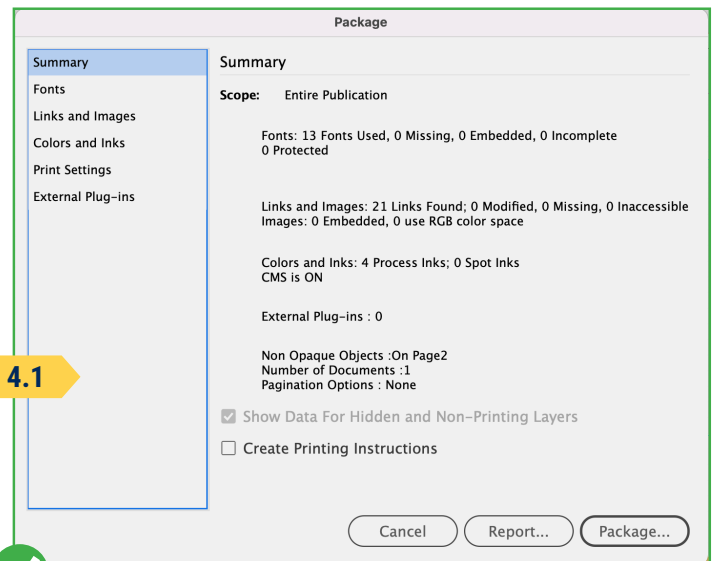 Package
Summary
Fonts
Links and Images
Colors and Inks
Print Settings
External Plug-ins
Summary
Scope: Entire Publication
Fonts: 13 Fonts Used, 0 Missing, 0 Embedded, 0 Incomplete
0 Protected
Links and Images: 21 Links Found; 0 Modified, 0 Missing, 0 Inaccessible
Images: 0 Embedded, 0 use RGB color space
Colors and Inks: 4 Process Inks; 0 Spot Inks
CMS is ON
External Plug-ins : 0
Non Opaque Objects :On Page2
Number of Documents :1
Pagination Options : None
4.1
Show Data For Hidden and Non-Printing Layers
Create Printing Instructions
Cancel Report... Package...